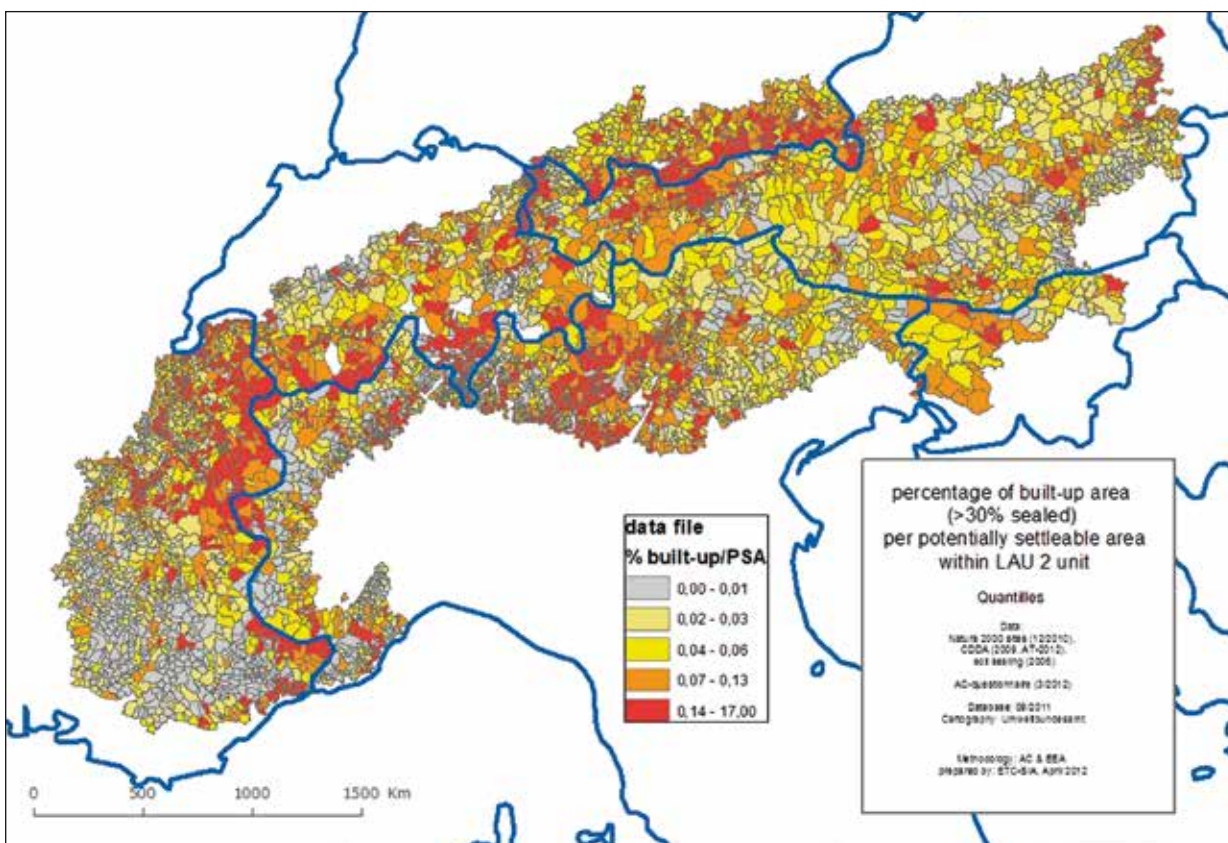 percentage of built-up area
(>30% sealed)
per potentially settleable area
within LAU 2 unit
Quantilles
Data:
Natura 2000 sites (12/2010),
CDDA (2009, AT-2012),
soil sealing (2006)
AC-questionnaire (3/2012)
Database: 08/2011
Cartography: Umweltbundesamt
Methodology: AC & EEA
prepared by: ETC-SIA, April 2012
data file
% built-up/PSA
0,00 - 0,01
0,02 - 0,03
0,04 - 0,06
0,07 - 0,13
0,14 - 17,00
0 500 1000 1500 Km